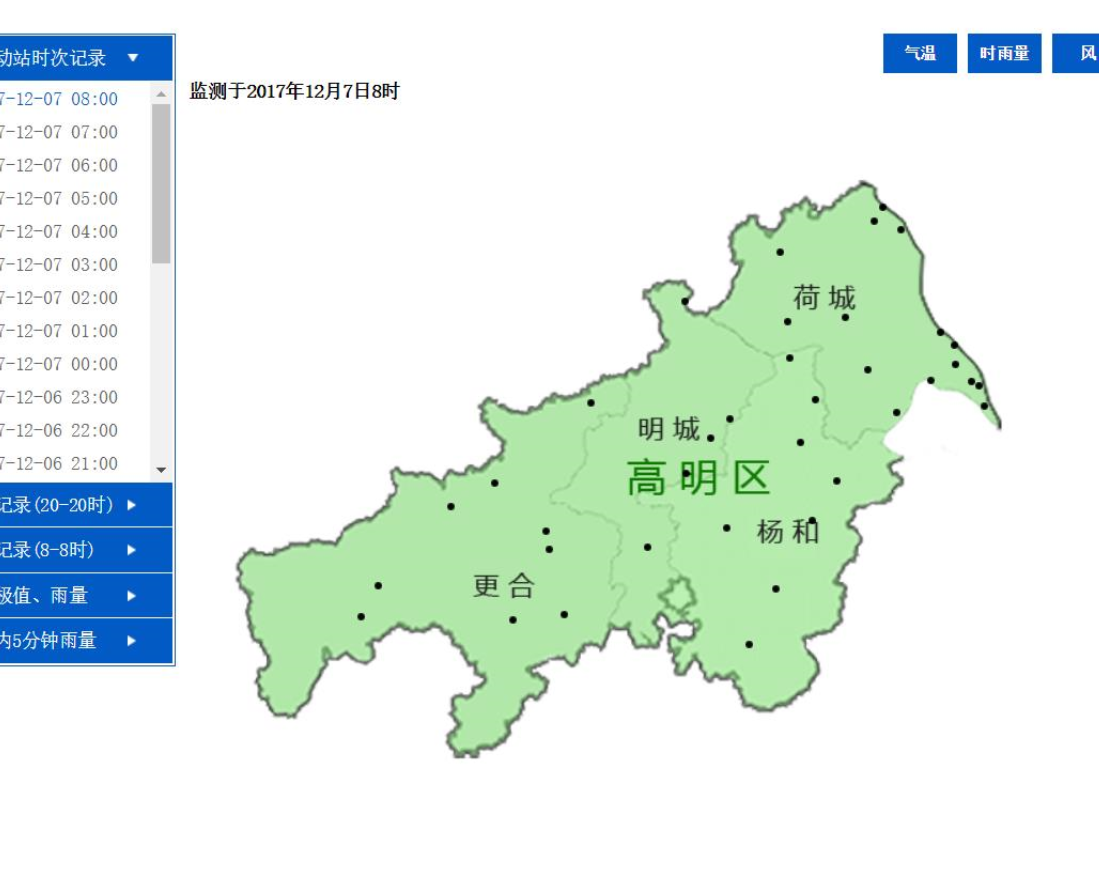 动站时次记录
7-12-07 08:00
7-12-07 07:00
7-12-07 06:00
7-12-07 05:00
7-12-07 04:00
7-12-07 03:00
7-12-07 02:00
7-12-07 01:00
7-12-07 00:00
7-12-06 23:00
7-12-06 22:00
7-12-06 21:00
记录(20-20时)
记录(8-8时)
极值、雨量
内5分钟雨量
气温 时雨量 风
监测于2017年12月7日8时
荷城
明城
高明区
杨和
更合